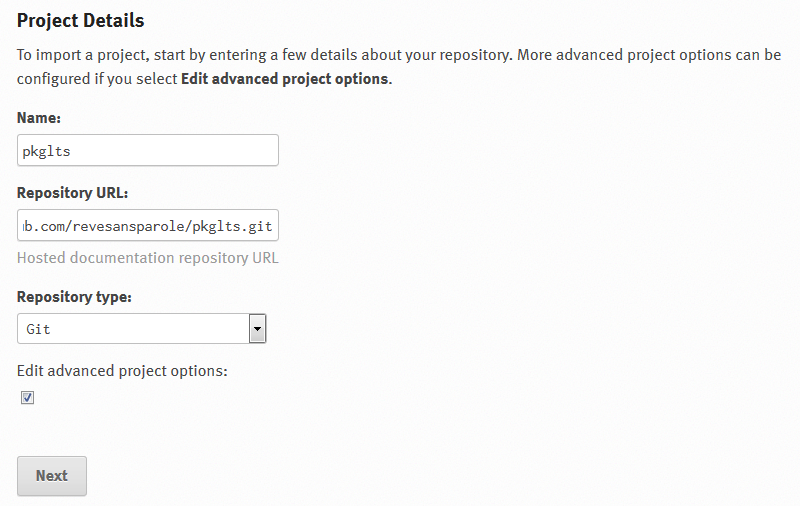 Project Details
To import a project, start by entering a few details about your repository. More advanced project options can be
configured if you select Edit advanced project options.
Name:
pkglts
Repository URL:
b.com/revesansparole/pkglts.git
Hosted documentation repository URL
Repository type:
Git
Edit advanced project options:
Next